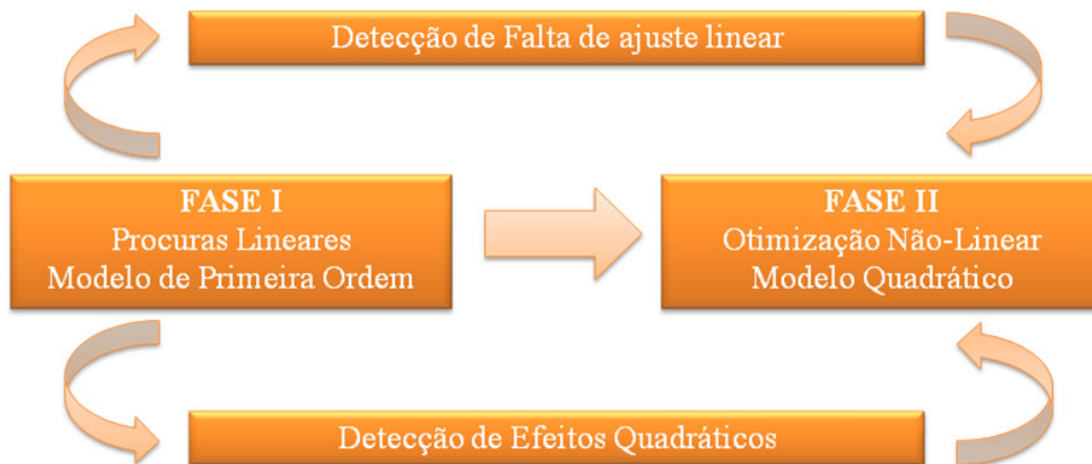 Detecção de Falta de ajuste linear
FASE I
Procuras Lineares
Modelo de Primeira Ordem
FASE II
Otimização Não-Linear
Modelo Quadrático
Detecção de Efeitos Quadráticos